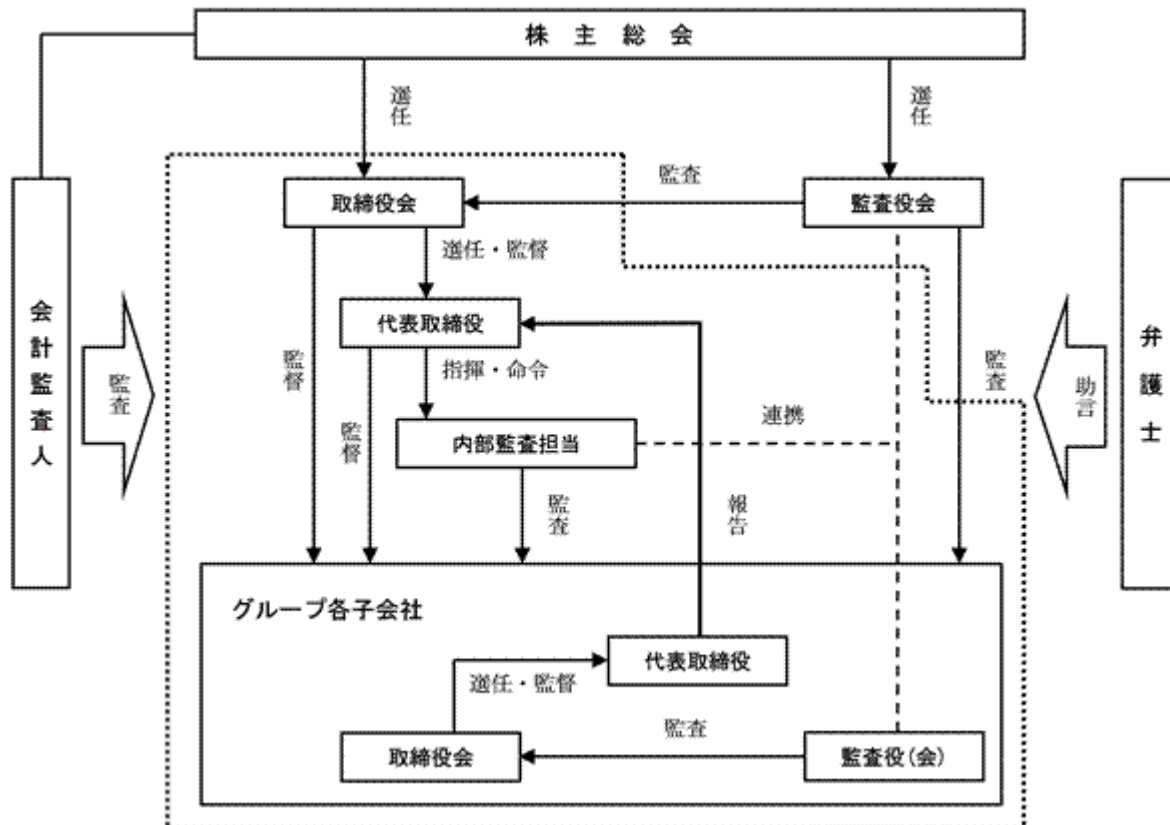 株主総会
選任
選任
監査
取締役会
監査役会
選任・監督
代表取締役
指揮・命令
会計監査人
監査
監督
監督
監査
助言
弁護士
内部監査担当
連携
監査
報告
グループ各子会社
代表取締役
選任・監督
監査
取締役会
監査役(会)